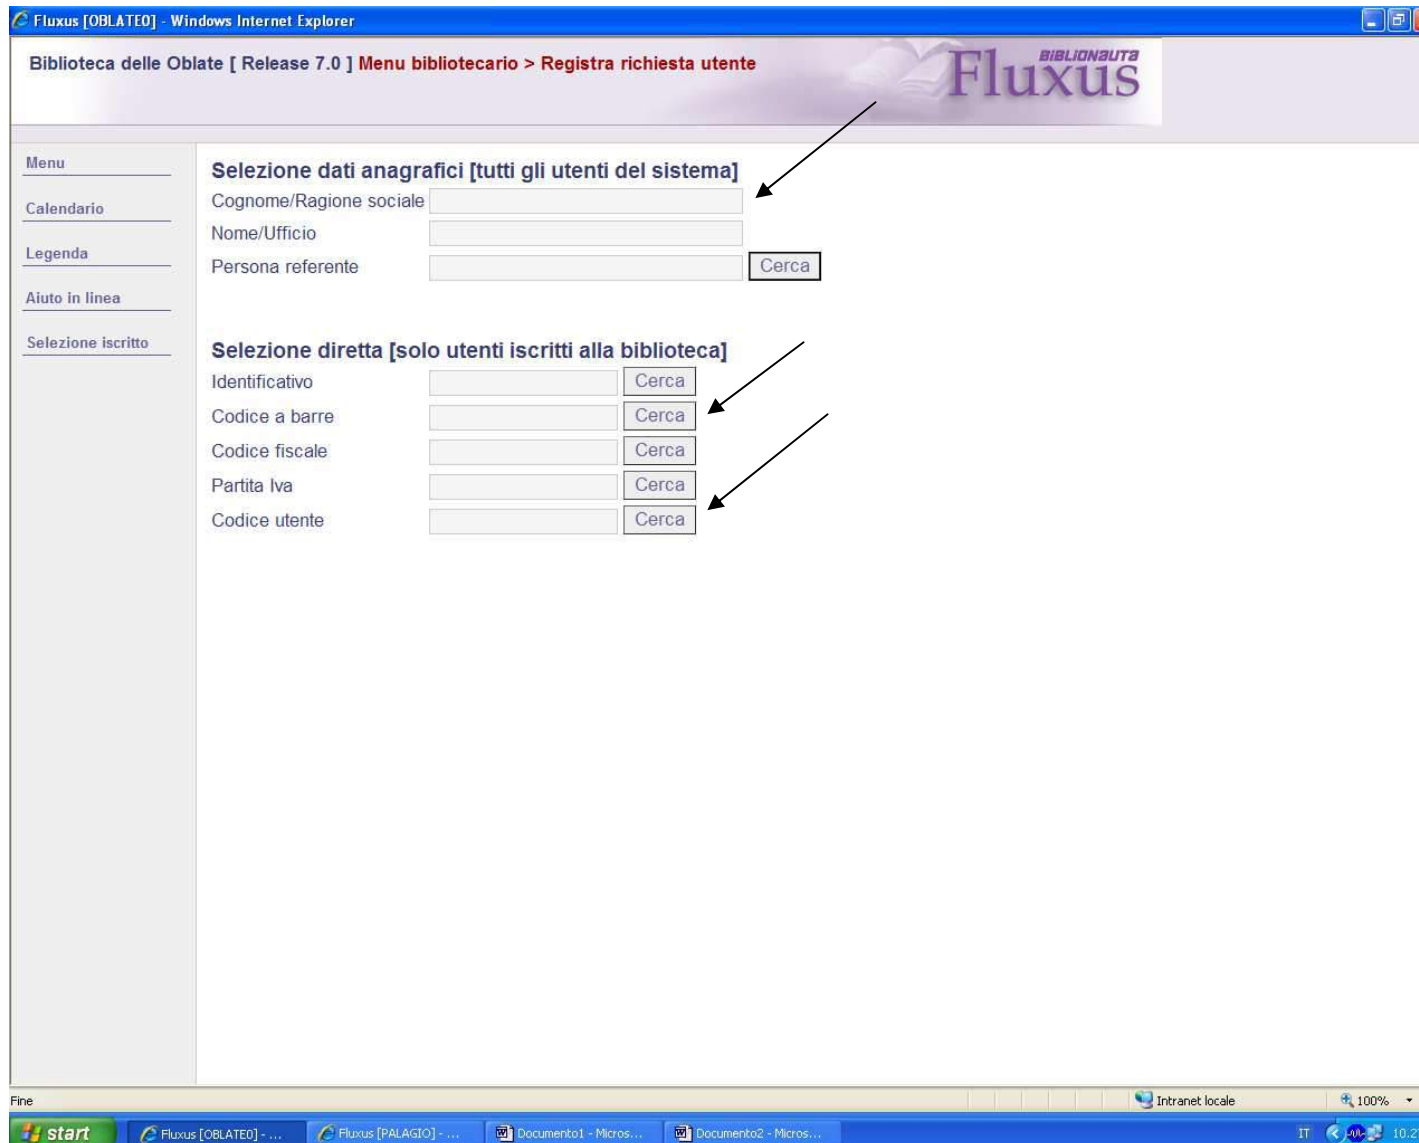 Fluxus [OBLATE0] - Windows Internet Explorer
Biblioteca delle Oblate [ Release 7.0 ] Menu bibliotecario > Registra richiesta utente
BIBLIONAUTA
Fluxus
Menu
Calendario
Legenda
Aiuto in linea
Selezione iscritto
Selezione dati anagrafici [tutti gli utenti del sistema]
Cognome/Ragione sociale
Nome/Ufficio
Persona referente Cerca
Selezione diretta [solo utenti iscritti alla biblioteca]
Identificativo Cerca
Codice a barre Cerca
Codice fiscale Cerca
Partita Iva Cerca
Codice utente Cerca
Fine Intranet locale 100%
start Fluxus [OBLATE0] - ... Fluxus [PALAGIO] - ... Documento1 - Micros... Documento2 - Micros... IT